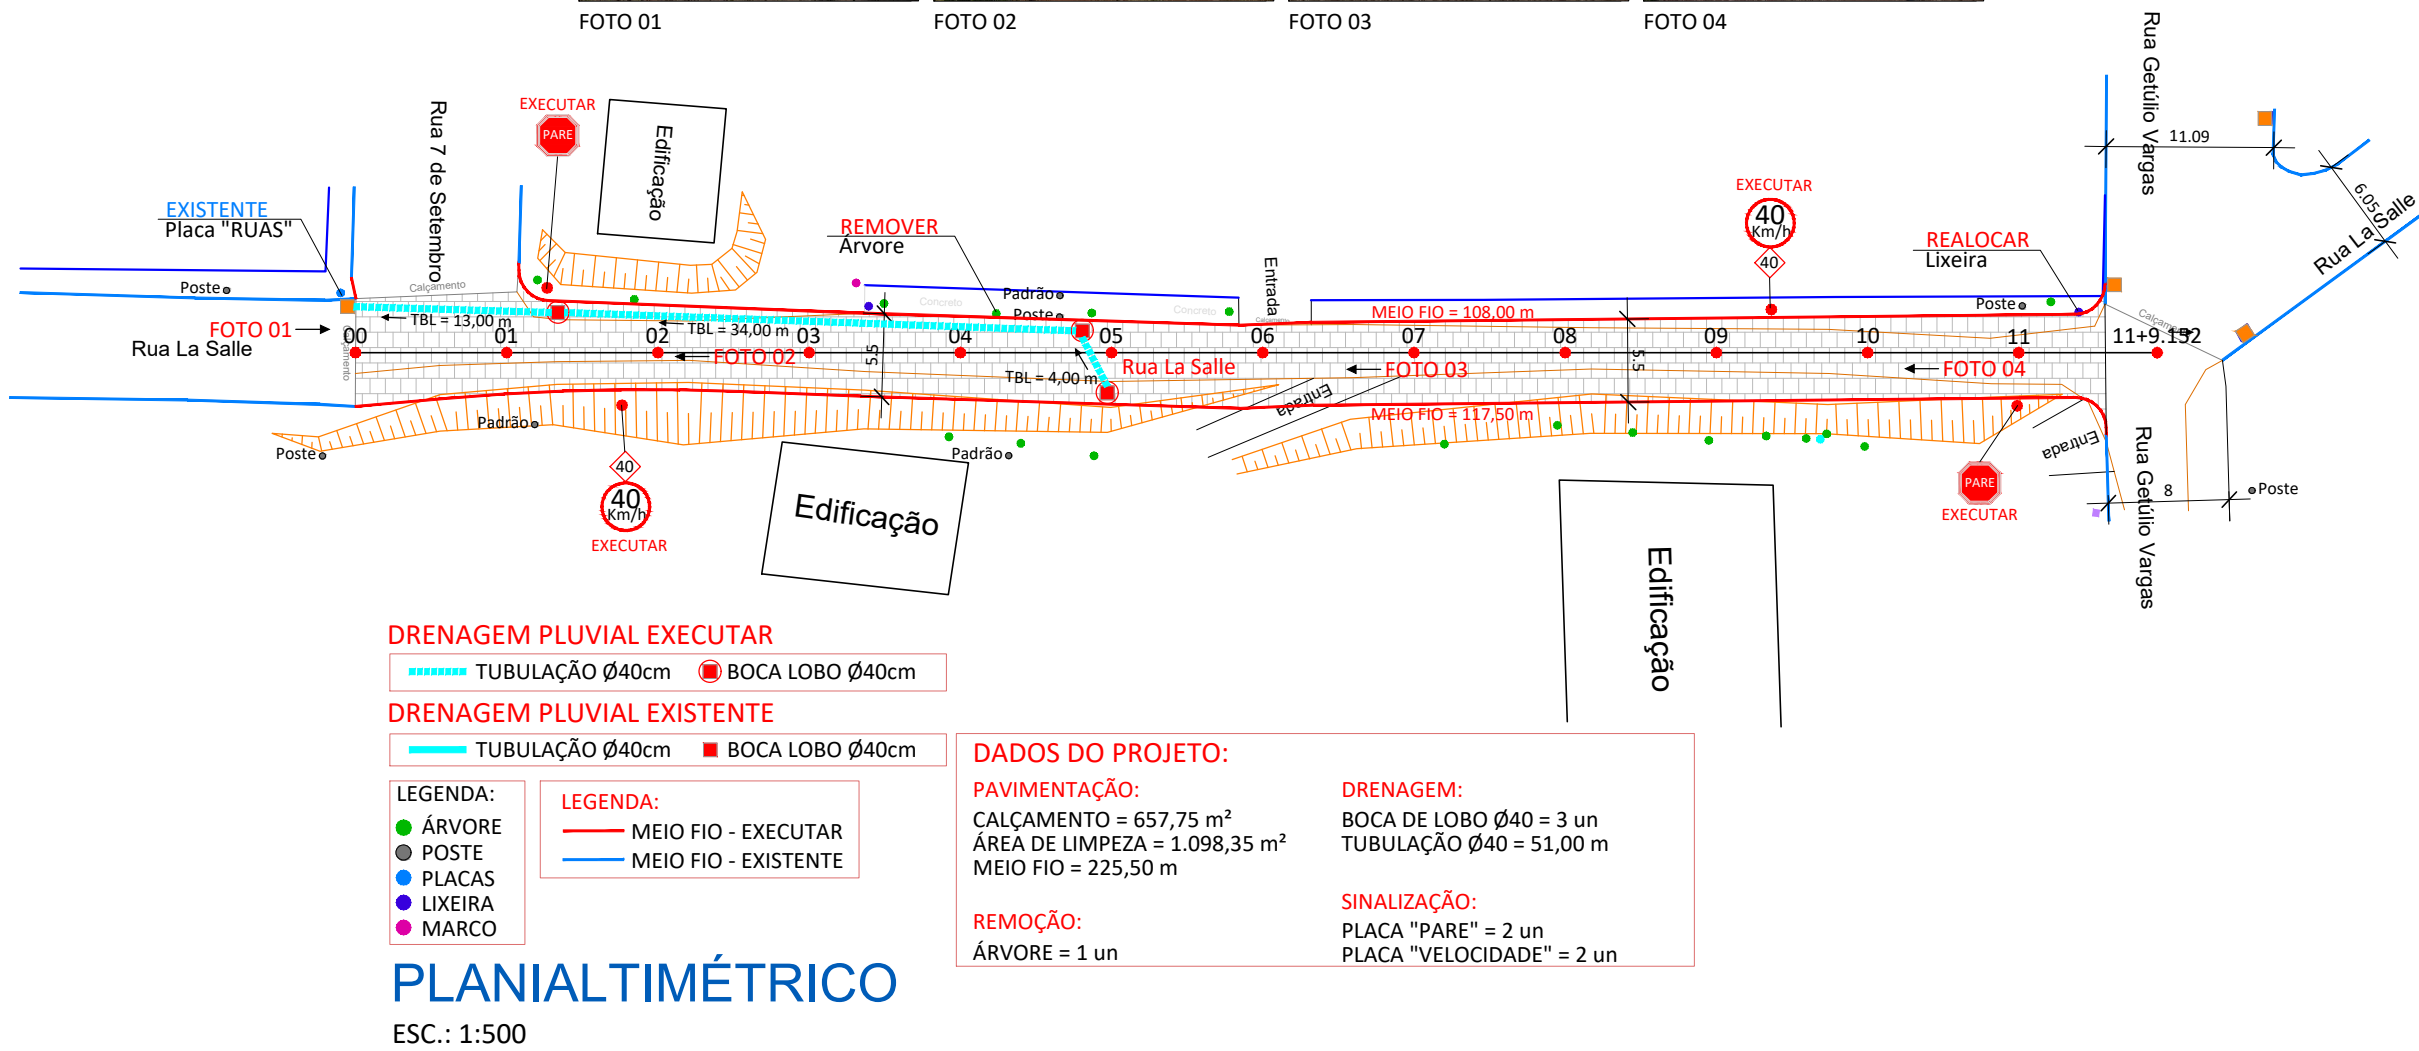 FOTO 01
FOTO 02
FOTO 03
FOTO 04
Rua Getúlio Vargas
11.09
6.05
Rua La Salle
EXECUTAR
PARE
Rua 7 de Setembro
Edificação
EXISTENTE
Placa "RUAS"
REMOVER
Árvore
EXECUTAR
40
Km/h
40
REALOCAR
Lixeira
Poste
Calçamento
Concreto
Padrão
Poste
Concreto
Entrada
Calçamento
MEIO FIO = 108,00 m
Poste
Calçamento
FOTO 01
Rua La Salle
Calçamento
TBL = 13,00 m
TBL = 34,00 m
00
01
02
03
04
05
06
07
08
09
10
11
11+9.152
FOTO 02
5.5
TBL = 4,00 m
Rua La Salle
FOTO 03
5.5
FOTO 04
Entrada
MEIO FIO = 117,50 m
Padrão
Poste
Padrão
40
40
Km/h
EXECUTAR
Edificação
Edificação
PARE
EXECUTAR
Entrada
Rua Getúlio Vargas
8
Poste
DRENAGEM PLUVIAL EXECUTAR
TUBULAÇÃO Ø40cm
BOCA LOBO Ø40cm
DRENAGEM PLUVIAL EXISTENTE
TUBULAÇÃO Ø40cm
BOCA LOBO Ø40cm
LEGENDA:
ÁRVORE
POSTE
PLACAS
LIXEIRA
MARCO
LEGENDA:
MEIO FIO - EXECUTAR
MEIO FIO - EXISTENTE
DADOS DO PROJETO:
PAVIMENTAÇÃO:
CALÇAMENTO = 657,75 m²
ÁREA DE LIMPEZA = 1.098,35 m²
MEIO FIO = 225,50 m
REMOÇÃO:
ÁRVORE = 1 un
DRENAGEM:
BOCA DE LOBO Ø40 = 3 un
TUBULAÇÃO Ø40 = 51,00 m
SINALIZAÇÃO:
PLACA "PARE" = 2 un
PLACA "VELOCIDADE" = 2 un
PLANIALTIMÉTRICO
ESC.: 1:500